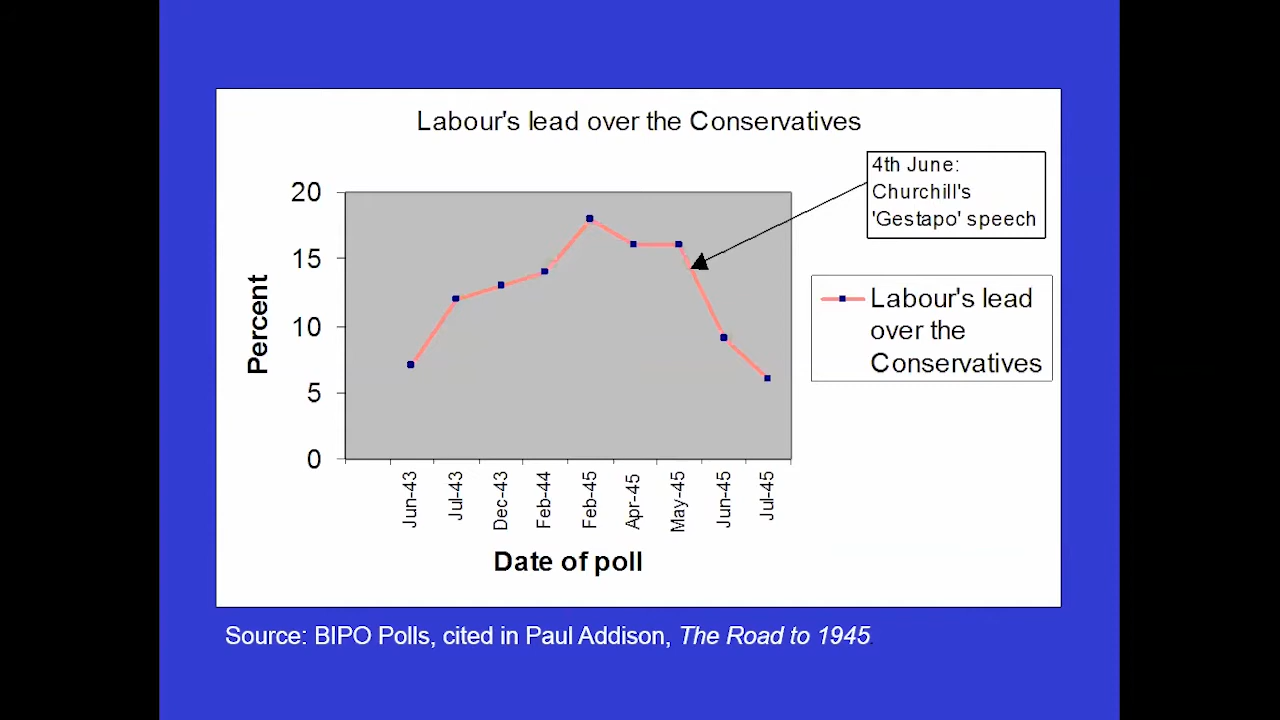 Labour's lead over the Conservatives
4th June:
Churchill's
'Gestapo' speech
20
15
10
5
0
Percent
Labour's lead
over the
Conservatives
Jun-43
Jul-43
Dec-43
Feb-44
Feb-45
Apr-45
May-45
Jun-45
Jul-45
Date of poll
Source: BIPO Polls, cited in Paul Addison, The Road to 1945.